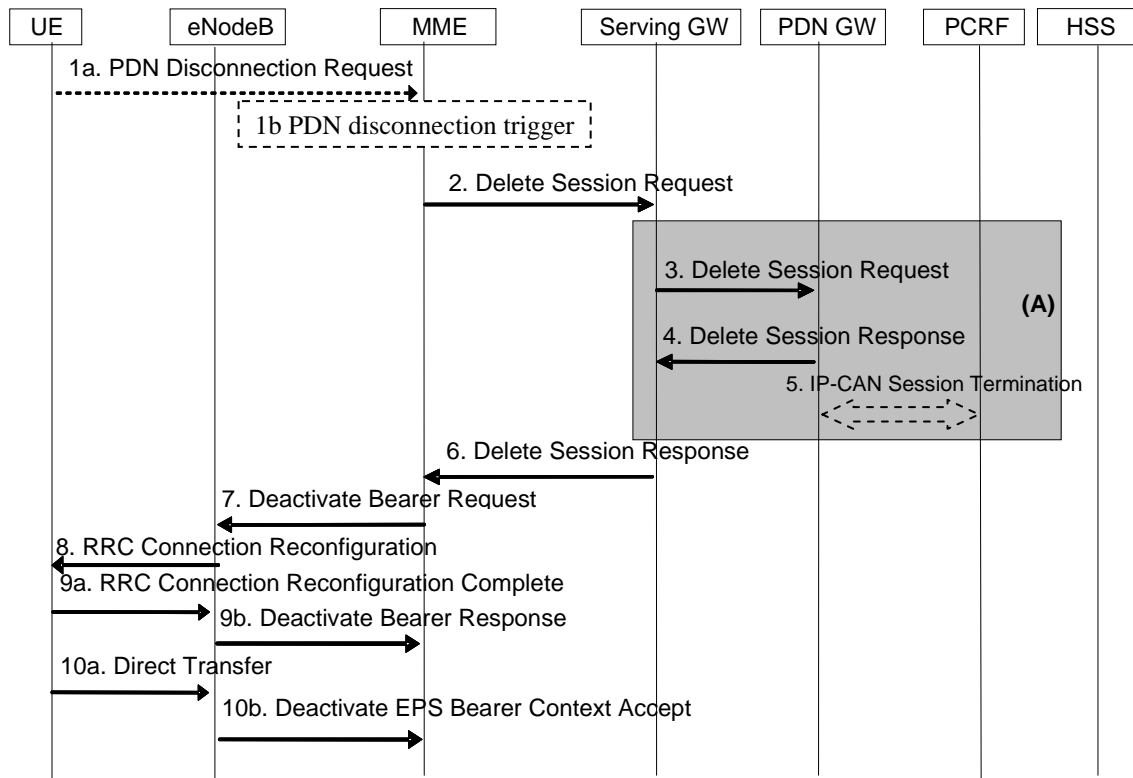 UE eNodeB MME Serving GW PDN GW PCRF HSS
1a. PDN Disconnection Request
1b PDN disconnection trigger
2. Delete Session Request
3. Delete Session Request
(A)
4. Delete Session Response
5. IP-CAN Session Termination
6. Delete Session Response
7. Deactivate Bearer Request
8. RRC Connection Reconfiguration
9a. RRC Connection Reconfiguration Complete
9b. Deactivate Bearer Response
10a. Direct Transfer
10b. Deactivate EPS Bearer Context Accept